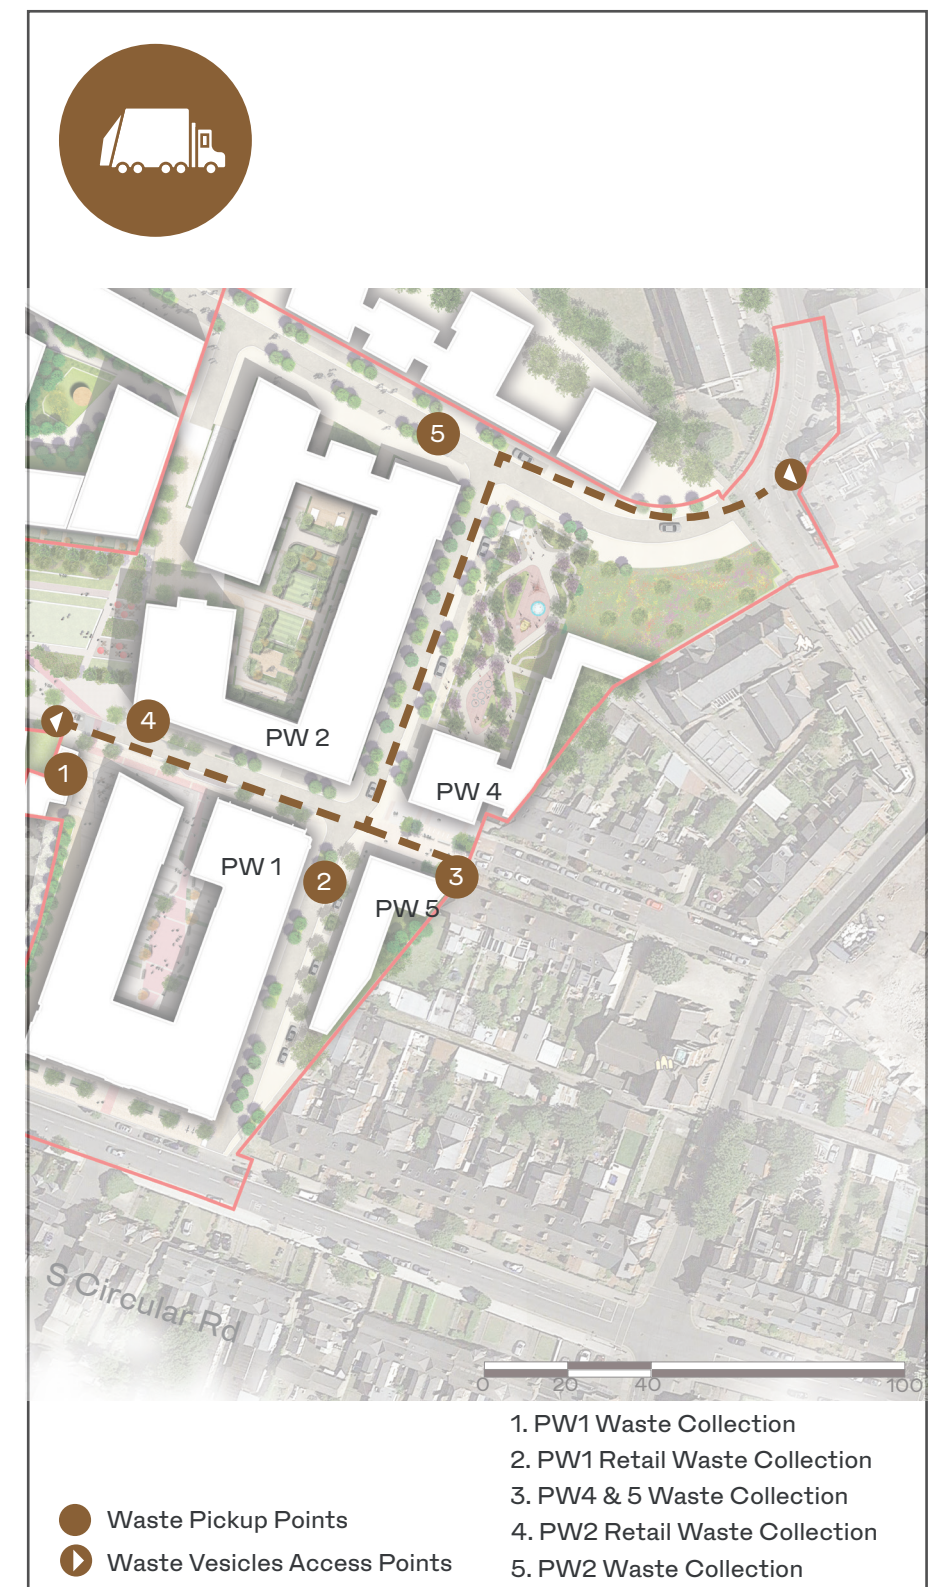 5
4
PW 2
1
PW 4
PW 1
2
3
PW 5
S Circular Rd
0 20 40 100
1. PW1 Waste Collection
2. PW1 Retail Waste Collection
3. PW4 & 5 Waste Collection
4. PW2 Retail Waste Collection
5. PW2 Waste Collection
Waste Pickup Points
Waste Vesicles Access Points